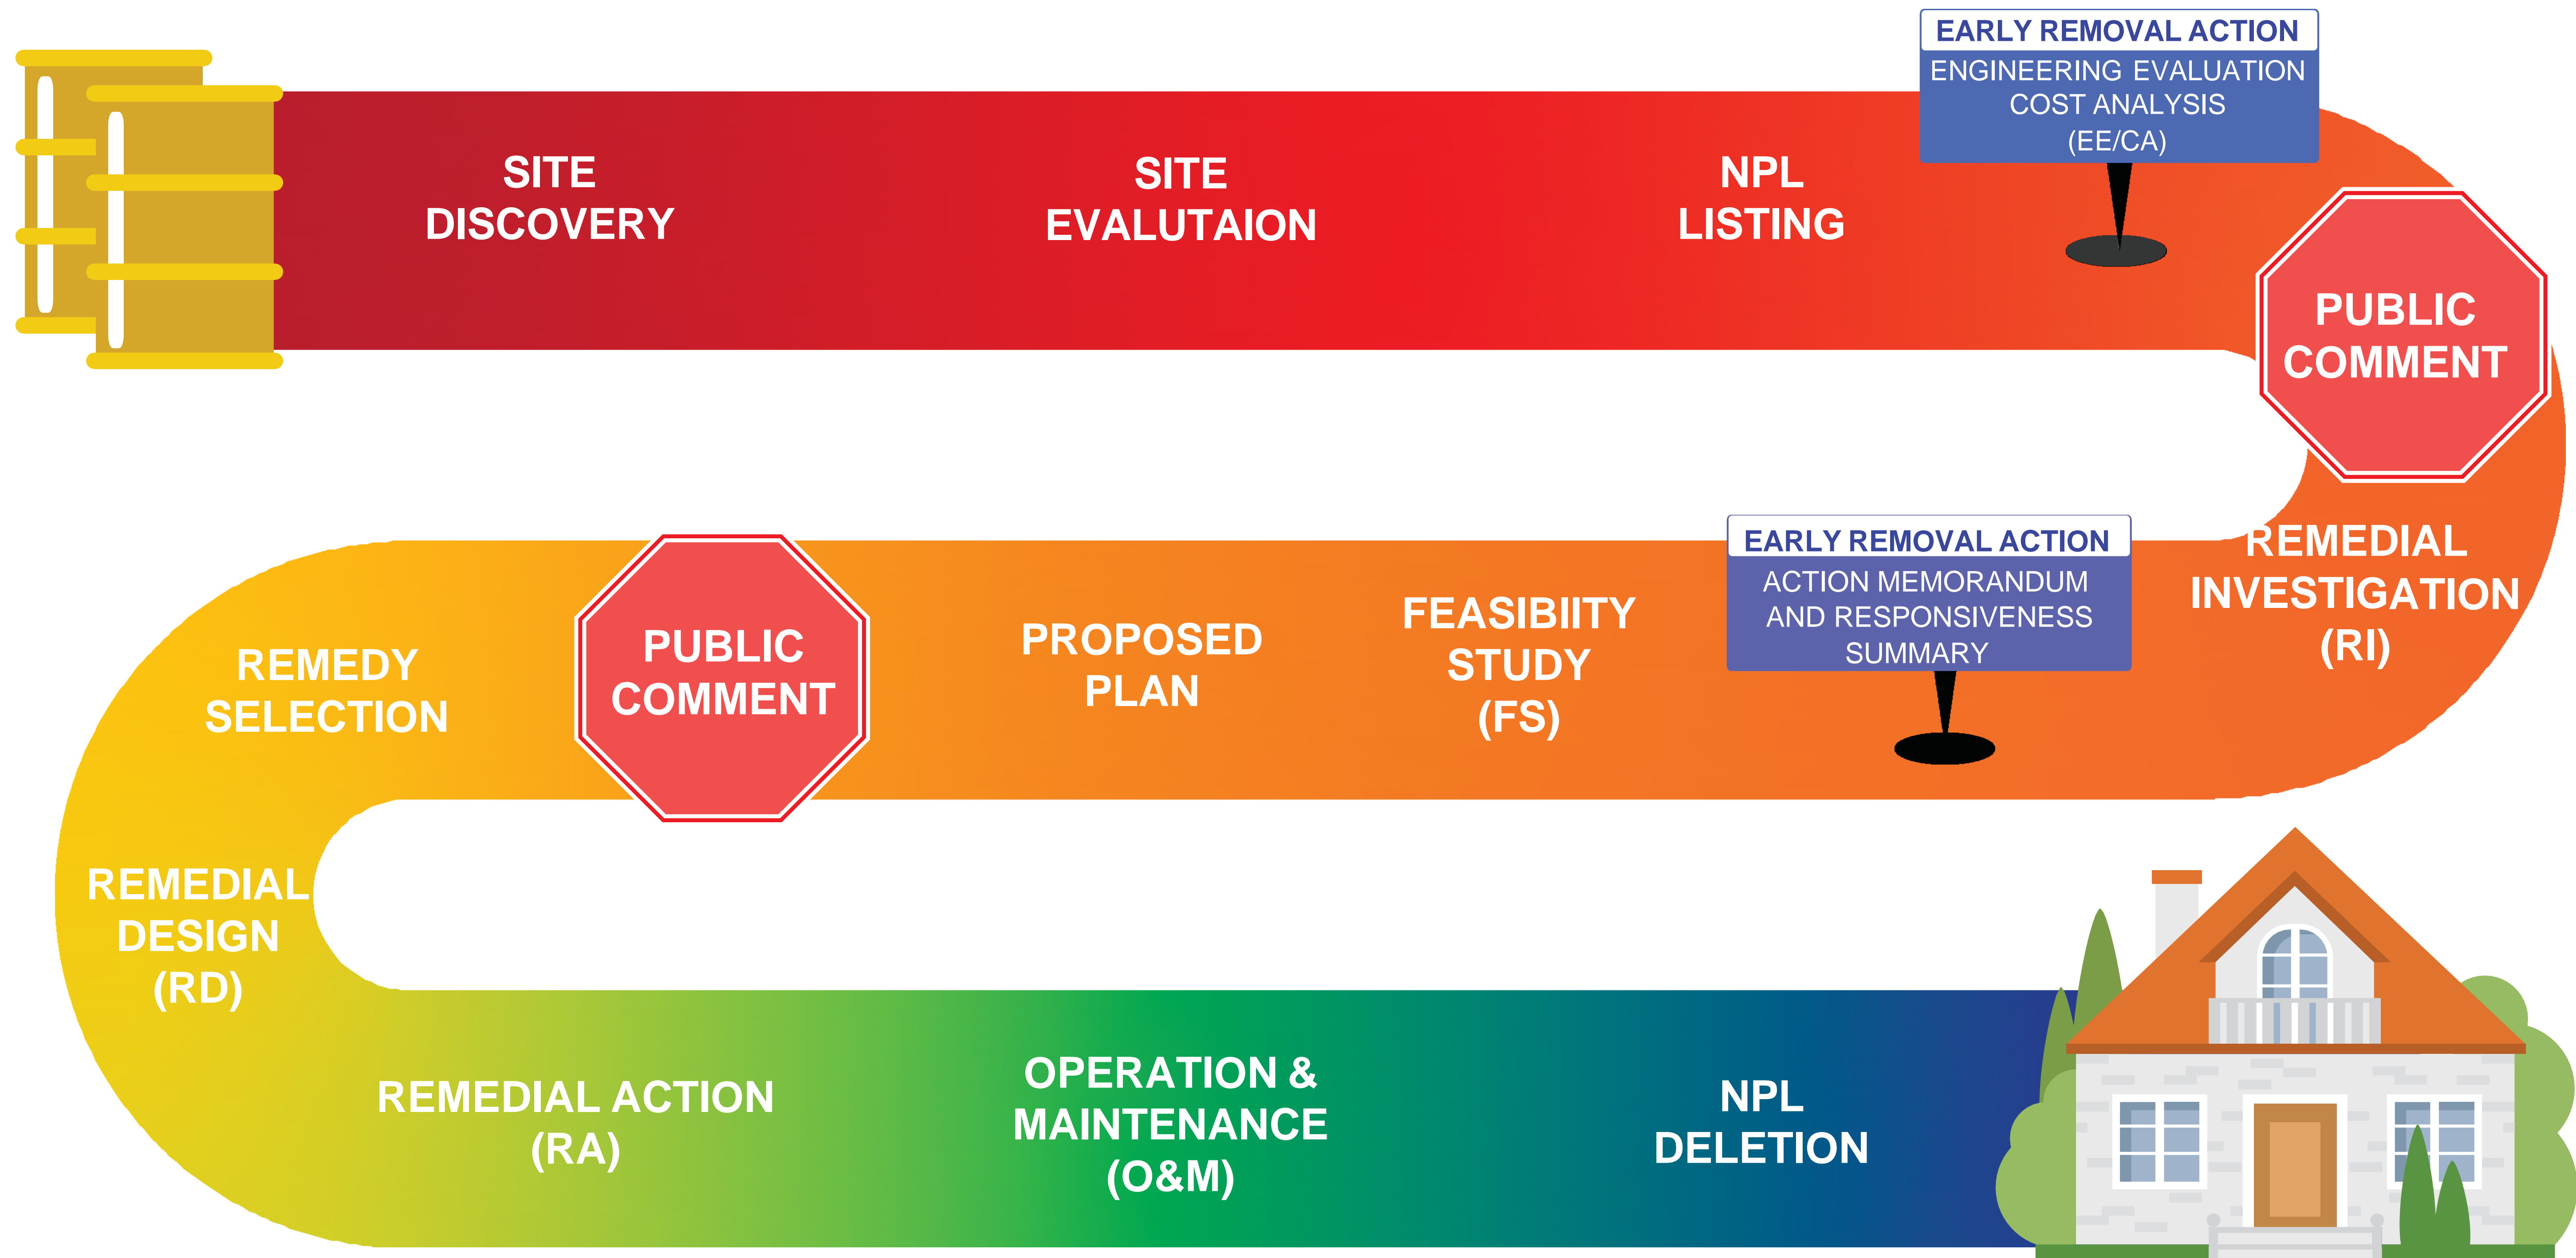 SITE
DISCOVERY
SITE
EVALUTAION
NPL
LISTING
EARLY REMOVAL ACTION
ENGINEERING EVALUATION
COST ANALYSIS
(EE/CA)
PUBLIC
COMMENT
REMEDIAL
INVESTIGATION
(RI)
EARLY REMOVAL ACTION
ACTION MEMORANDUM
AND RESPONSIVENESS
SUMMARY
FEASIBIITY
STUDY
(FS)
PROPOSED
PLAN
PUBLIC
COMMENT
REMEDY
SELECTION
REMEDIAL
DESIGN
(RD)
REMEDIAL ACTION
(RA)
OPERATION &
MAINTENANCE
(O&M)
NPL
DELETION